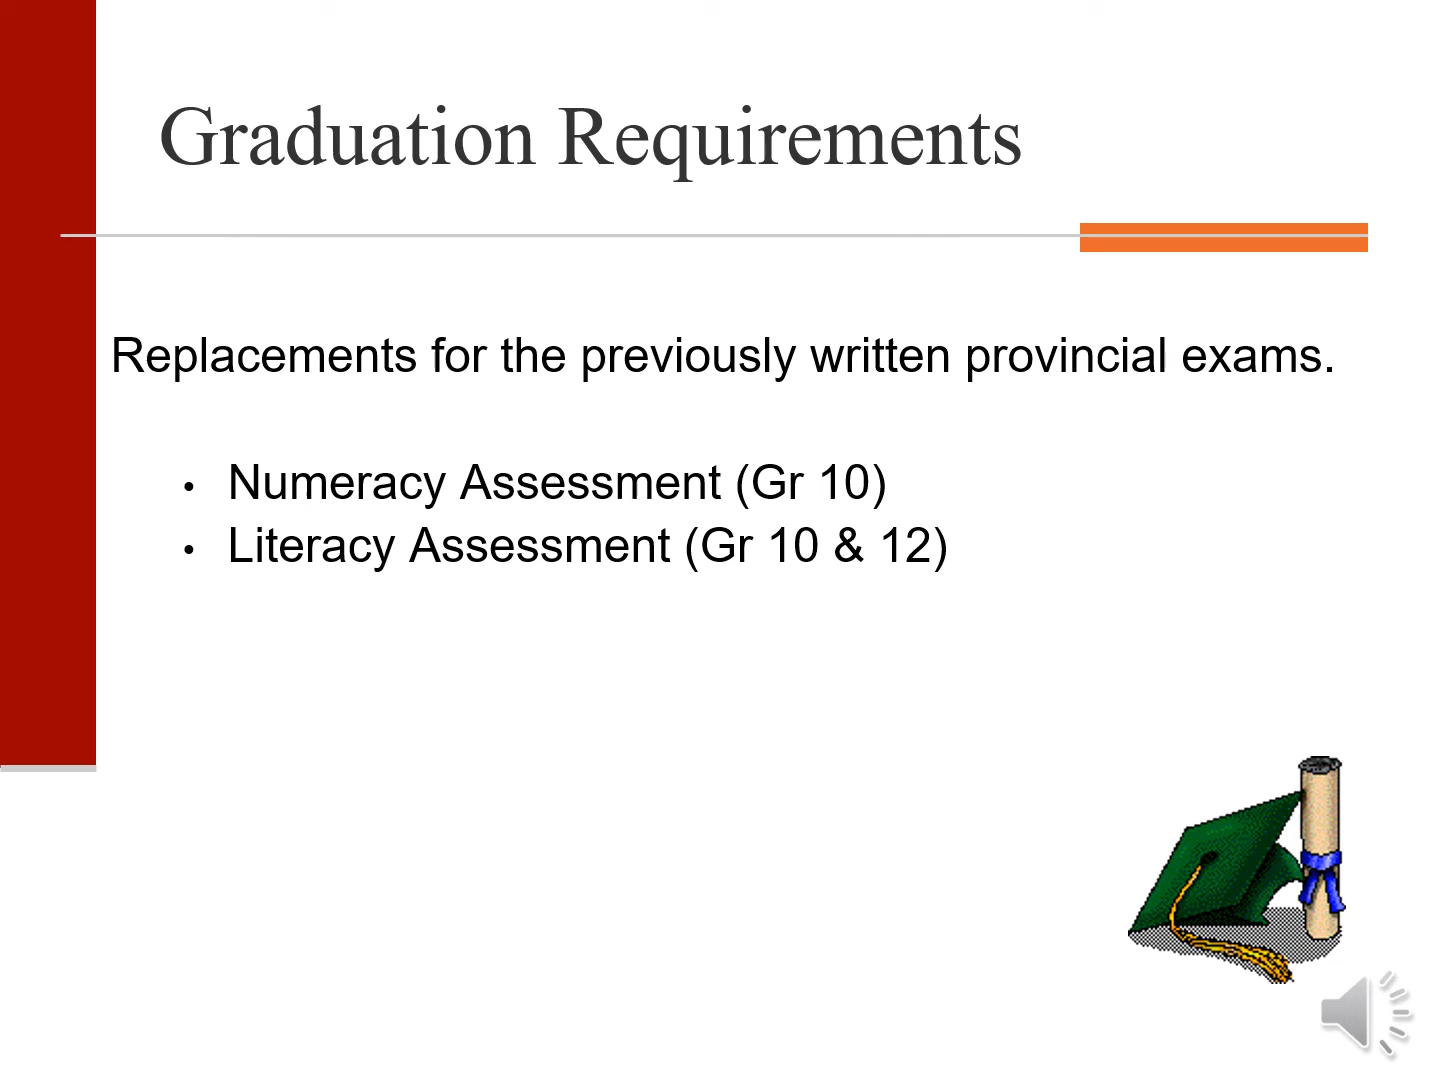 Graduation Requirements
Replacements for the previously written provincial exams.
• Numeracy Assessment (Gr 10)
• Literacy Assessment (Gr 10 & 12)